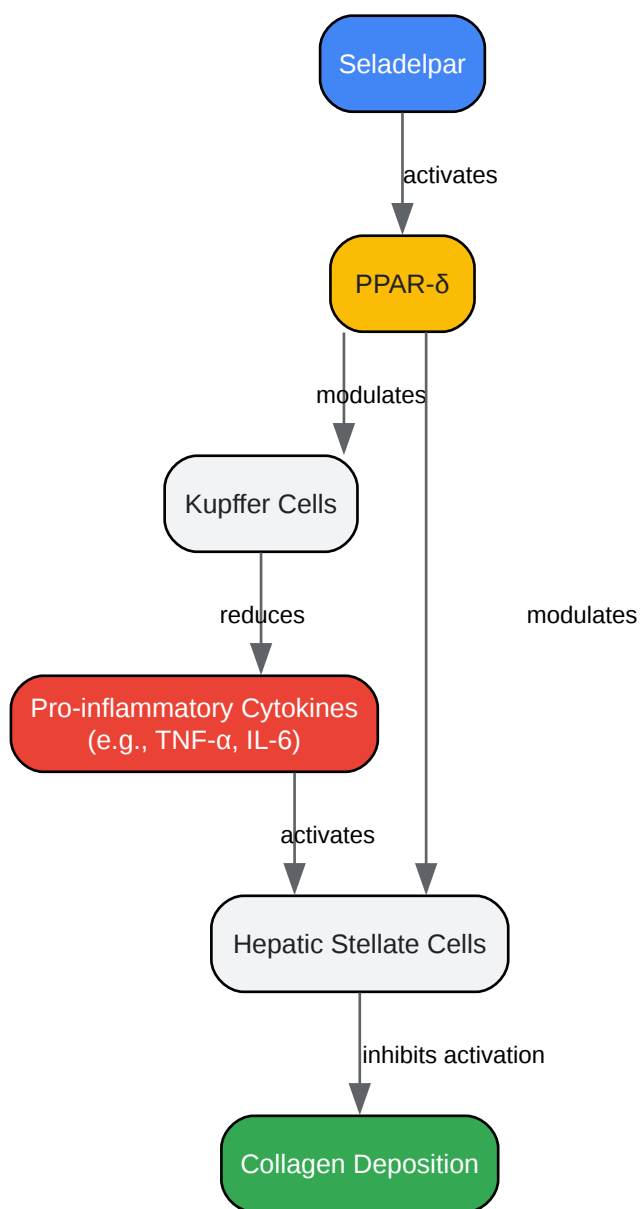 Seladelpar
activates
PPAR-δ
modulates
Kupffer Cells
reduces
modulates
Pro-inflammatory Cytokines
(e.g., TNF-α, IL-6)
activates
Hepatic Stellate Cells
inhibits activation
Collagen Deposition